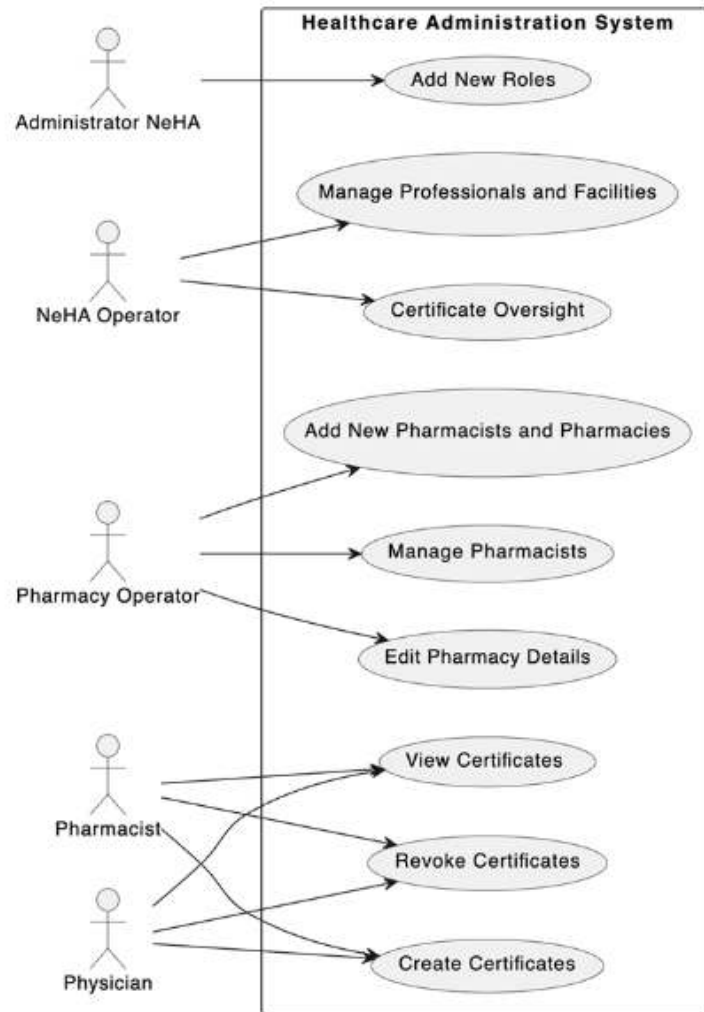 Healthcare Administration System
Add New Roles
Administrator NeHA
Manage Professionals and Facilities
NeHA Operator
Certificate Oversight
Add New Pharmacists and Pharmacies
Manage Pharmacists
Pharmacy Operator
Edit Pharmacy Details
View Certificates
Pharmacist
Revoke Certificates
Create Certificates
Physician